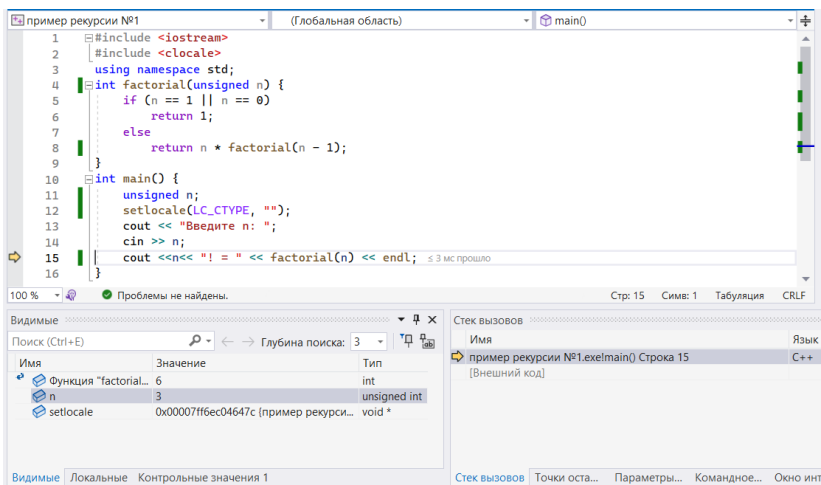 пример рекурсии №1 (Глобальная область) main()
1 #include <iostream>
2 #include <clocale>
3 using namespace std;
4 int factorial(unsigned n) {
5 if (n == 1 || n == 0)
6 return 1;
7 else
8 return n * factorial(n - 1);
9 }
10 int main() {
11 unsigned n;
12 setlocale(LC_CTYPE, "");
13 cout << "Введите n: ";
14 cin >> n;
15 cout <<n<< "! = " << factorial(n) << endl; ≤ 3 мс прошло
16 }
100 % Проблемы не найдены. Стр: 15 Симв: 1 Табуляция CRLF
Видимые
Поиск (Ctrl+E) Глубина поиска: 3
Имя Значение Тип
Функция "factorial... 6 int
n 3 unsigned int
setlocale 0x00007ff6ec04647c {пример рекурси... void *
Видимые Локальные Контрольные значения 1
Стек вызовов
Имя Язык
пример рекурсии №1.exe!main() Строка 15 C++
[Внешний код]
Стек вызовов Точки оста... Параметры... Командное... Окно инт